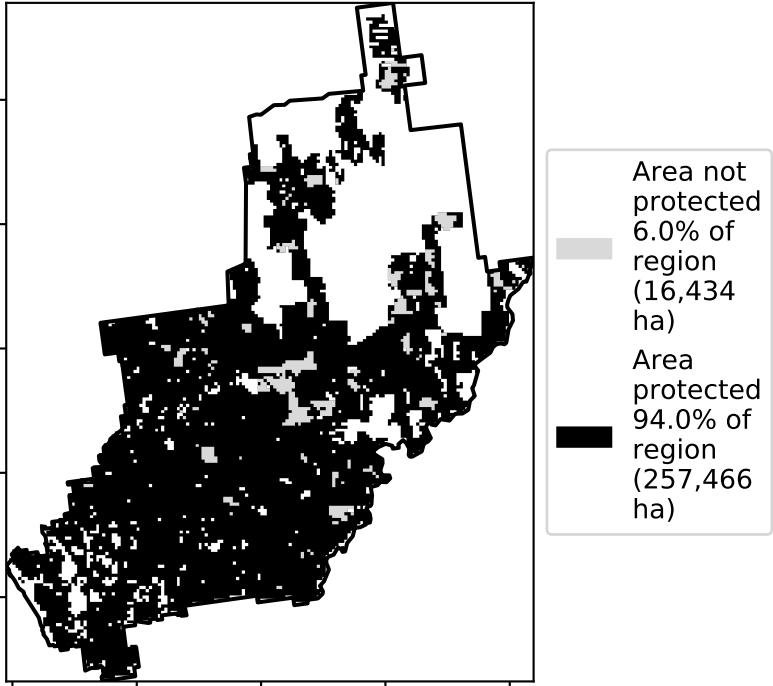 Area not
protected
6.0% of
region
(16,434
ha)
Area
protected
94.0% of
region
(257,466
ha)